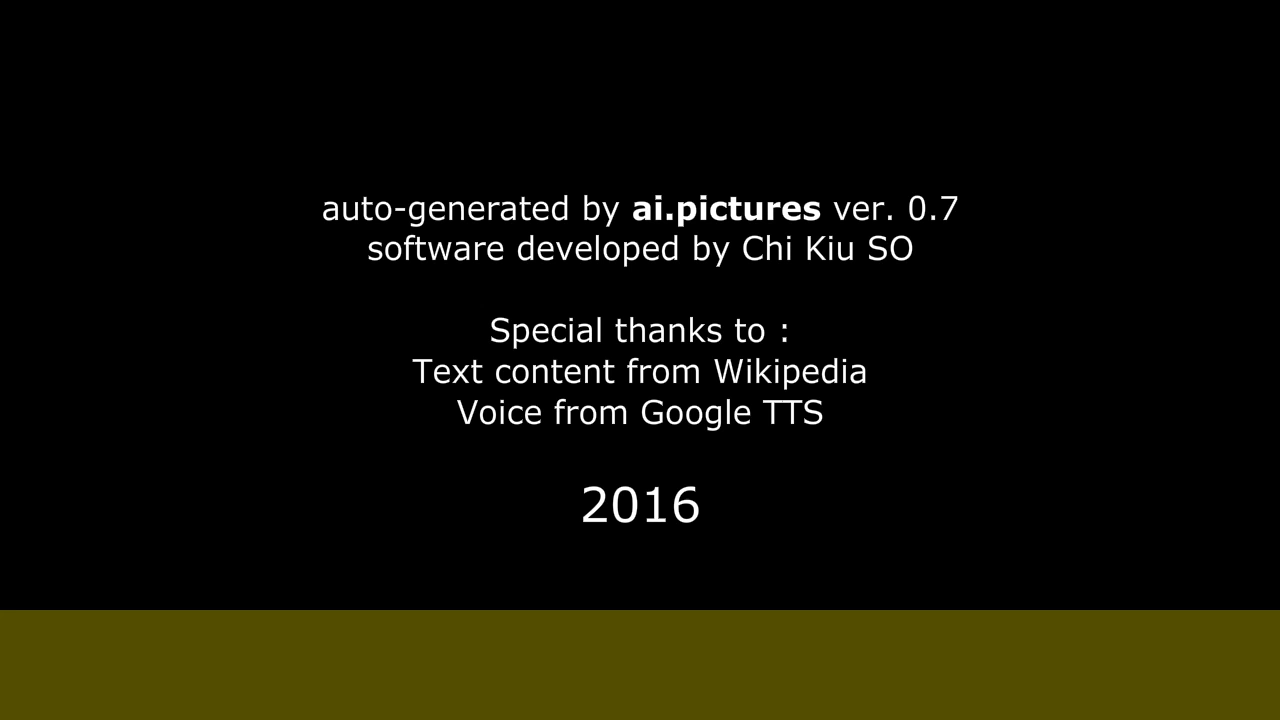 auto-generated by ai.pictures ver. 0.7
software developed by Chi Kiu SO
Special thanks to :
Text content from Wikipedia
Voice from Google TTS
2016